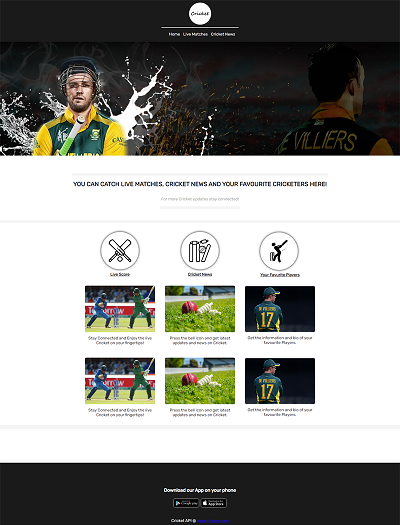 Cricket
Home Live Matches Cricket News
DE VILLIERS
YOU CAN CATCH LIVE MATCHES, CRICKET NEWS AND YOUR FAVOURITE CRICKETERS HERE!
For more Cricket updates stay connected!
Live Score
Cricket News
Your Favurite Players
DE VILLIERS
17
Stay Connected and Enjoy the live
Cricket on your fingertips!
Press the bell icon and get latest
updates and news on Cricket.
Get the information and bio of your
favourite Players.
DE VILLIERS
17
Stay Connected and Enjoy the live
Cricket on your fingertips!
Press the bell icon and get latest
updates and news on Cricket.
Get the information and bio of your
favourite Players.
Download our App on your phone
Google play
App Store
Cricket API @